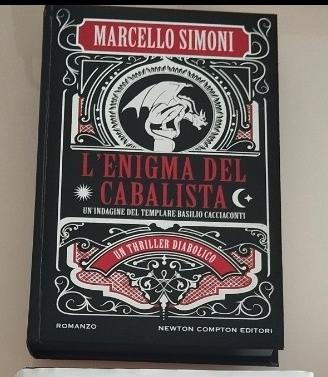 MARCELLO SIMONI
L'ENIGMA DEL
CABALISTA
UN'INDAGINE DEL TEMPLARE BASILIO CACCIACONTI
UN THRILLER DIABOLICO
ROMANZO
NEWTON COMPTON EDITORI